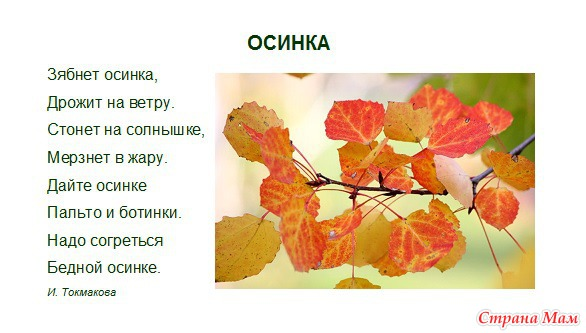 ОСИНКА
Зябнет осинка,
Дрожит на ветру.
Стонет на солнышке,
Мерзнет в жару.
Дайте осинке
Пальто и ботинки.
Надо согреться
Бедной осинке.
И. Токмакова
Страна Мам